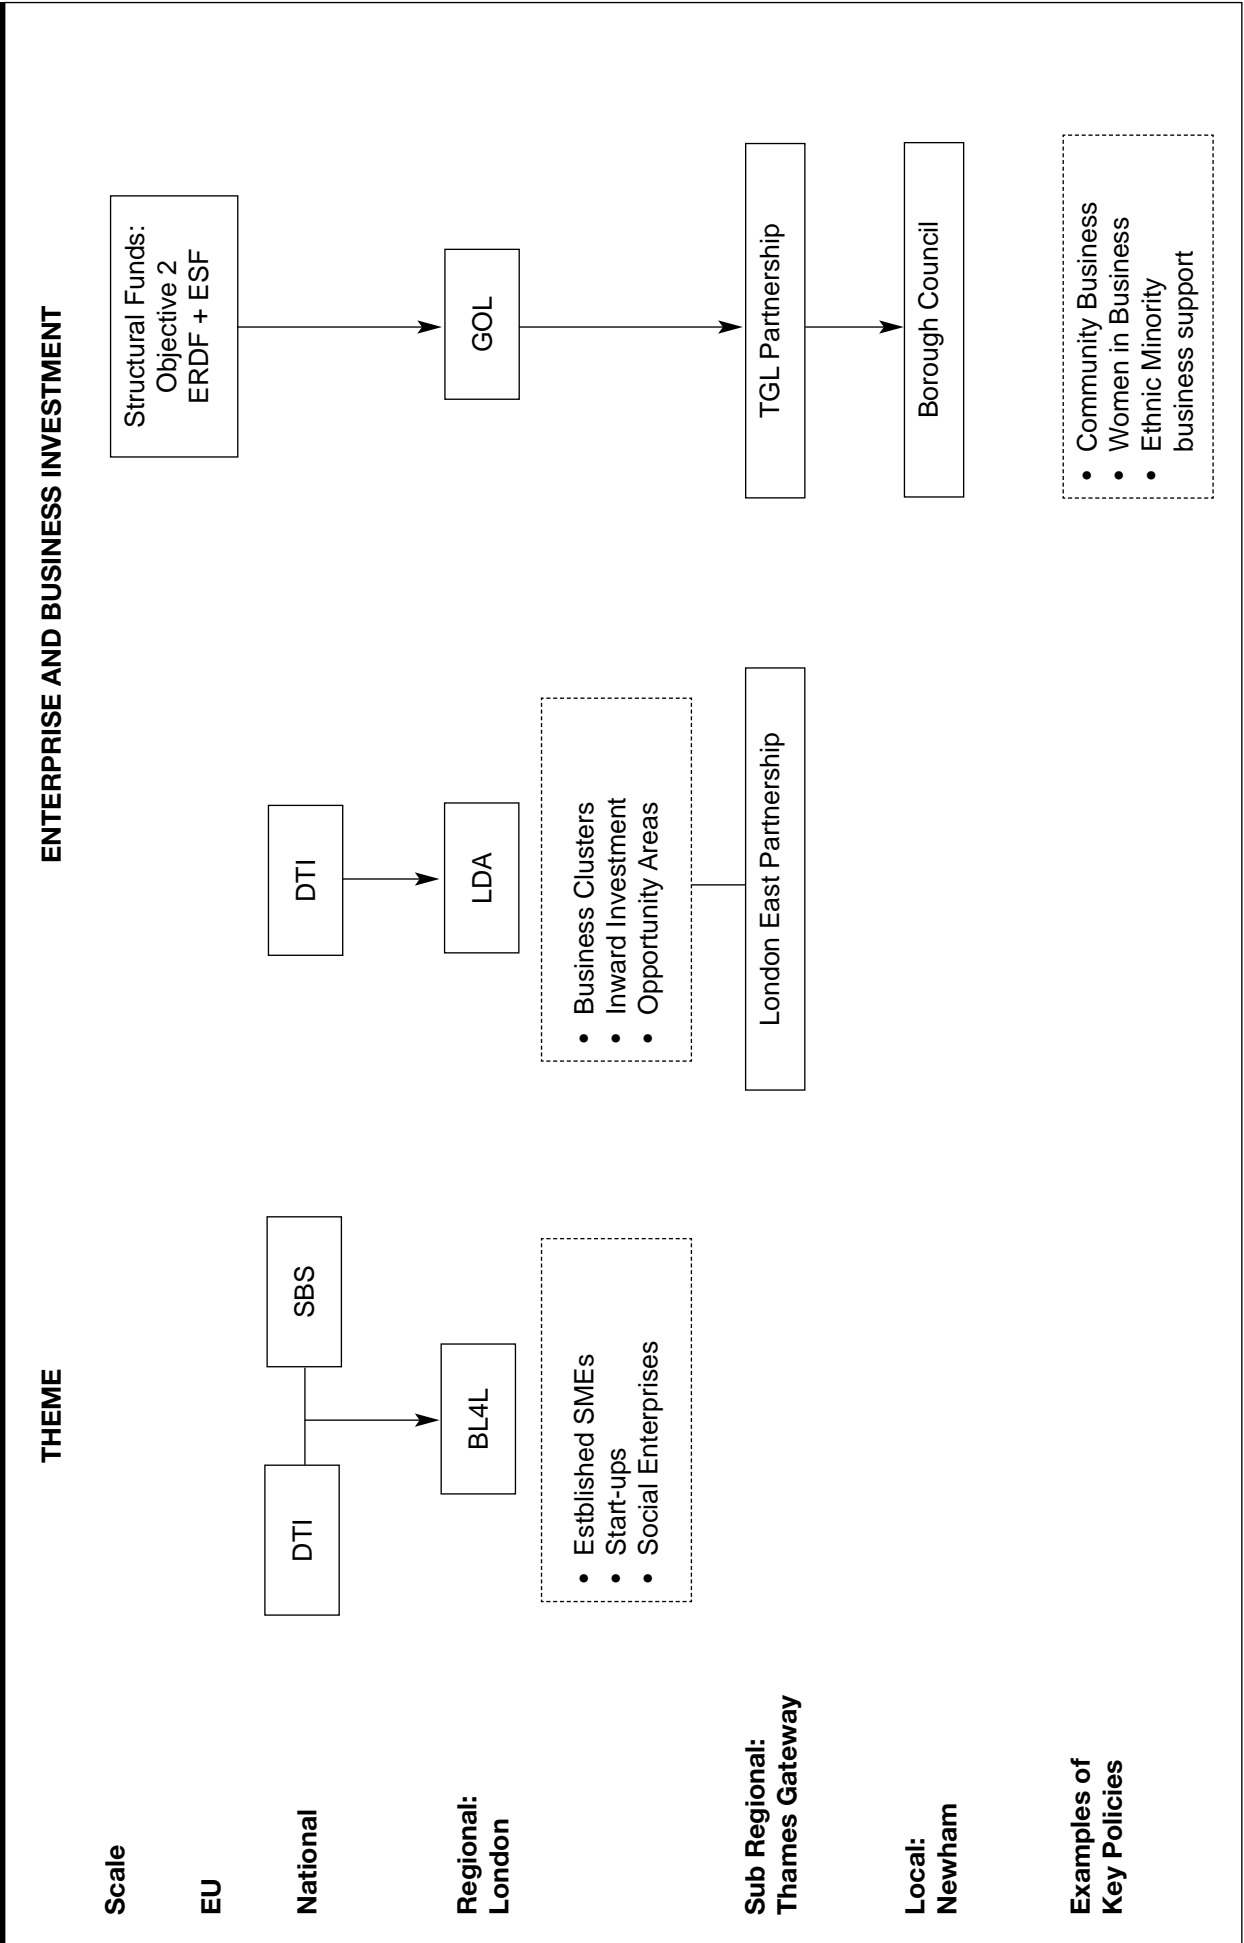 THEME
ENTERPRISE AND BUSINESS INVESTMENT
Scale
EU
Structural Funds:
Objective 2
ERDF + ESF
National
DTI
SBS
DTI
Regional:
London
BL4L
LDA
GOL
• Estblished SMEs
• Start-ups
• Social Enterprises
• Business Clusters
• Inward Investment
• Opportunity Areas
Sub Regional:
Thames Gateway
London East Partnership
TGL Partnership
Local:
Newham
Borough Council
Examples of
Key Policies
• Community Business
• Women in Business
• Ethnic Minority
business support